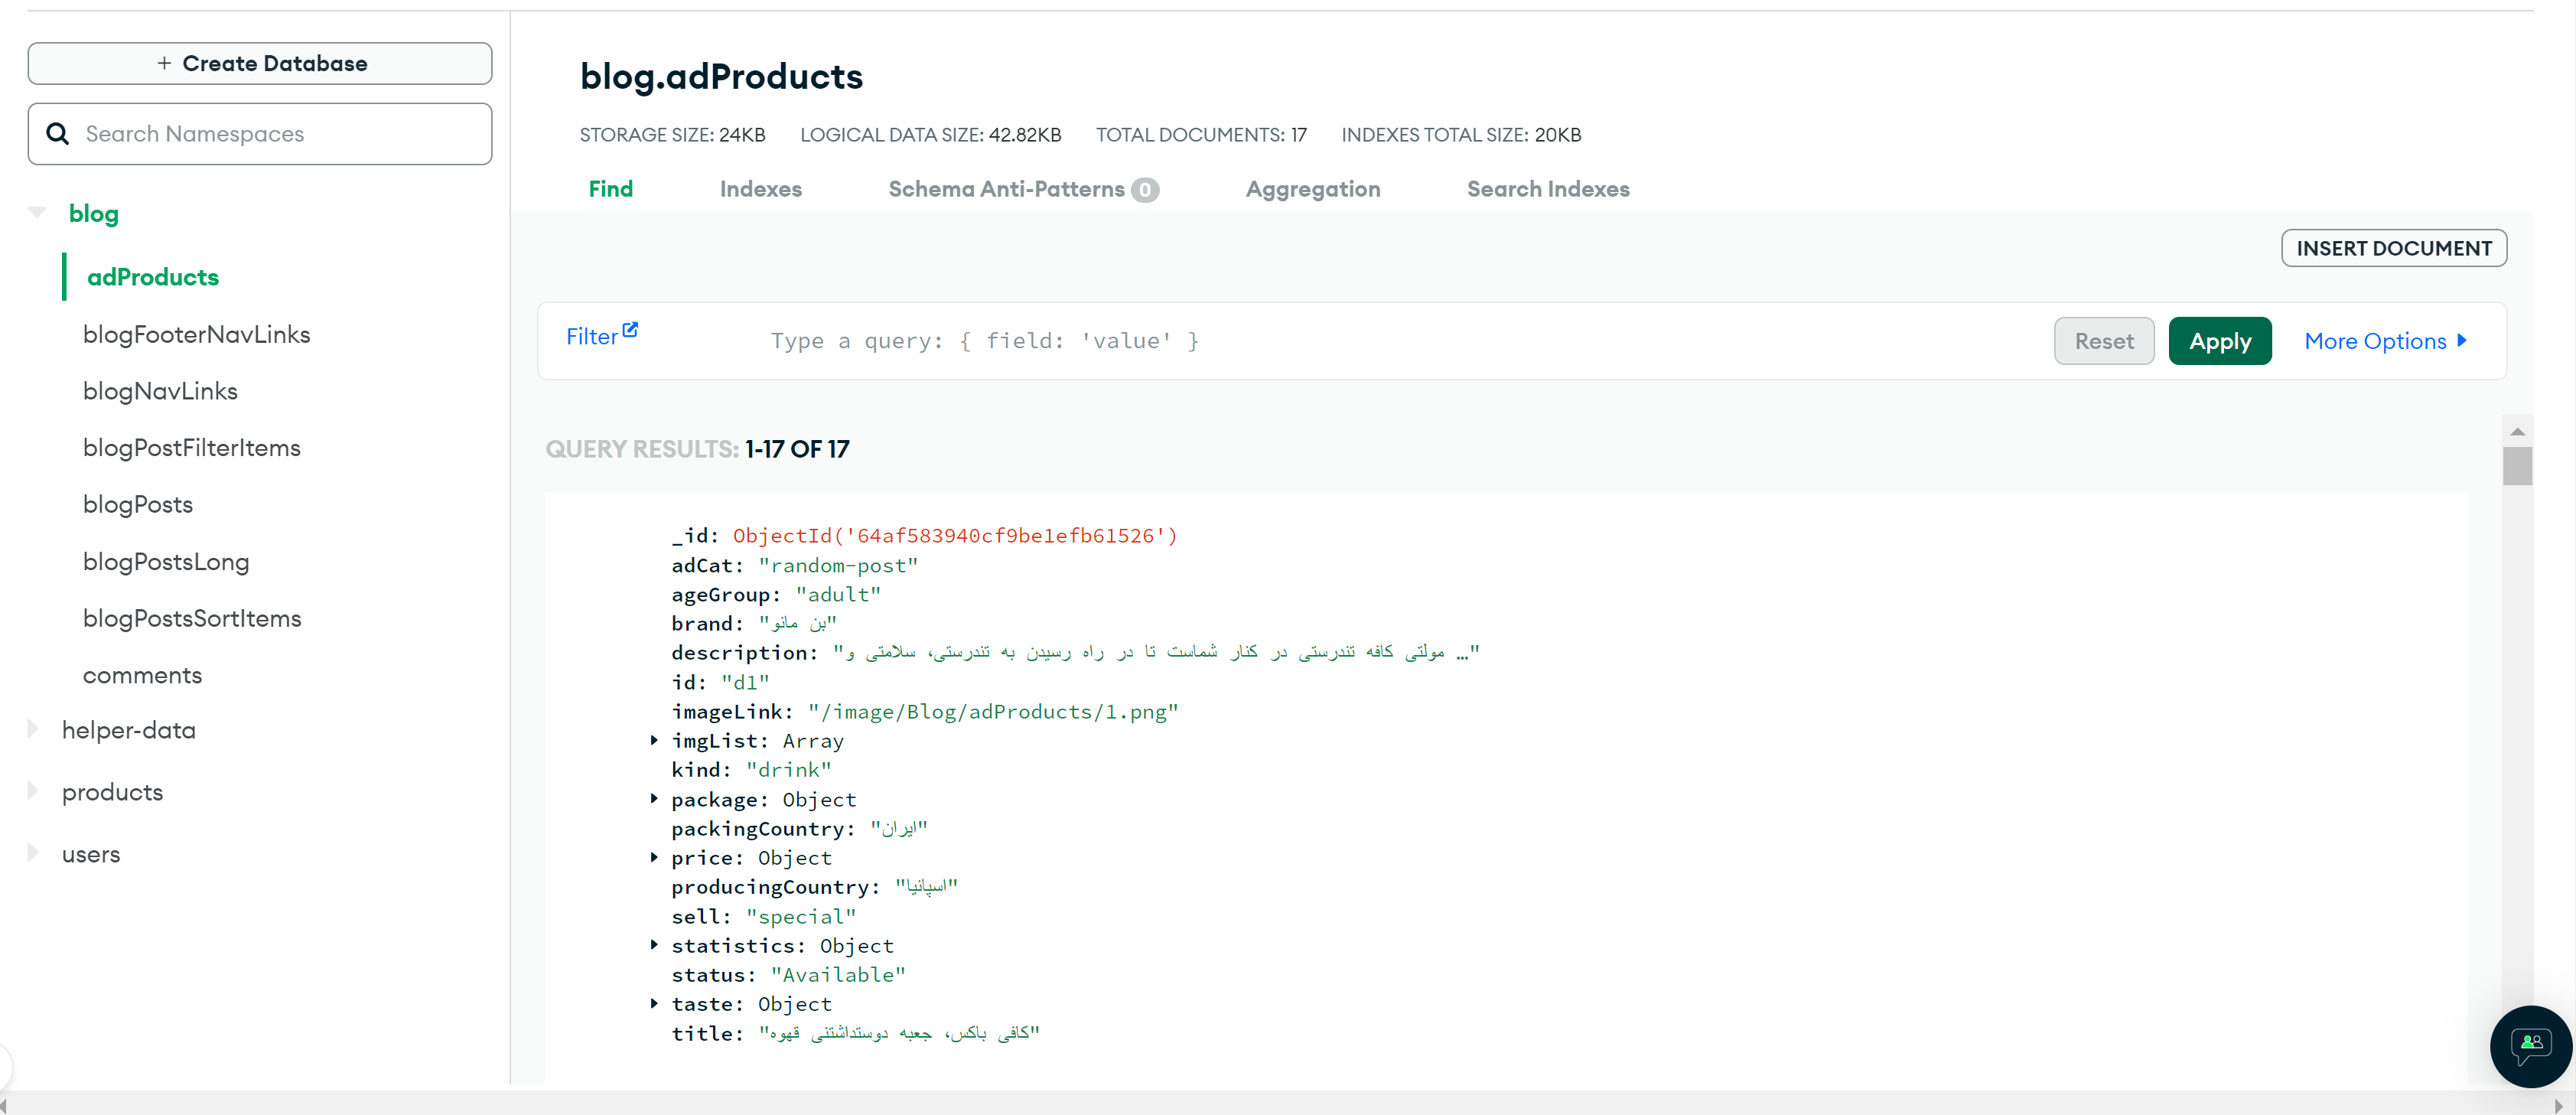 + Create Database
Search Namespaces
blog
adProducts
blogFooterNavLinks
blogNavLinks
blogPostFilterItems
blogPosts
blogPostsLong
blogPostsSortItems
comments
helper-data
products
users
blog.adProducts
STORAGE SIZE: 24KB LOGICAL DATA SIZE: 42.82KB TOTAL DOCUMENTS: 17 INDEXES TOTAL SIZE: 20KB
Find Indexes Schema Anti-Patterns 0 Aggregation Search Indexes
INSERT DOCUMENT
Filter Type a query: { field: 'value' } Reset Apply More Options
QUERY RESULTS: 1-17 OF 17
_id: ObjectId('64af583940cf9be1efb61526')
adCat: "random-post"
ageGroup: "adult"
brand: "بن مانو"
description: "مولتی کافه تندرستی در کنار شماست تا در راه رسیدن به تندرستی، سلامتی و …"
id: "d1"
imageLink: "/image/Blog/adProducts/1.png"
imgList: Array
kind: "drink"
package: Object
packingCountry: "ایران"
price: Object
producingCountry: "اسپانیا"
sell: "special"
statistics: Object
status: "Available"
taste: Object
title: "کافی باکس، جعبه دوستداشتنی قهوه"